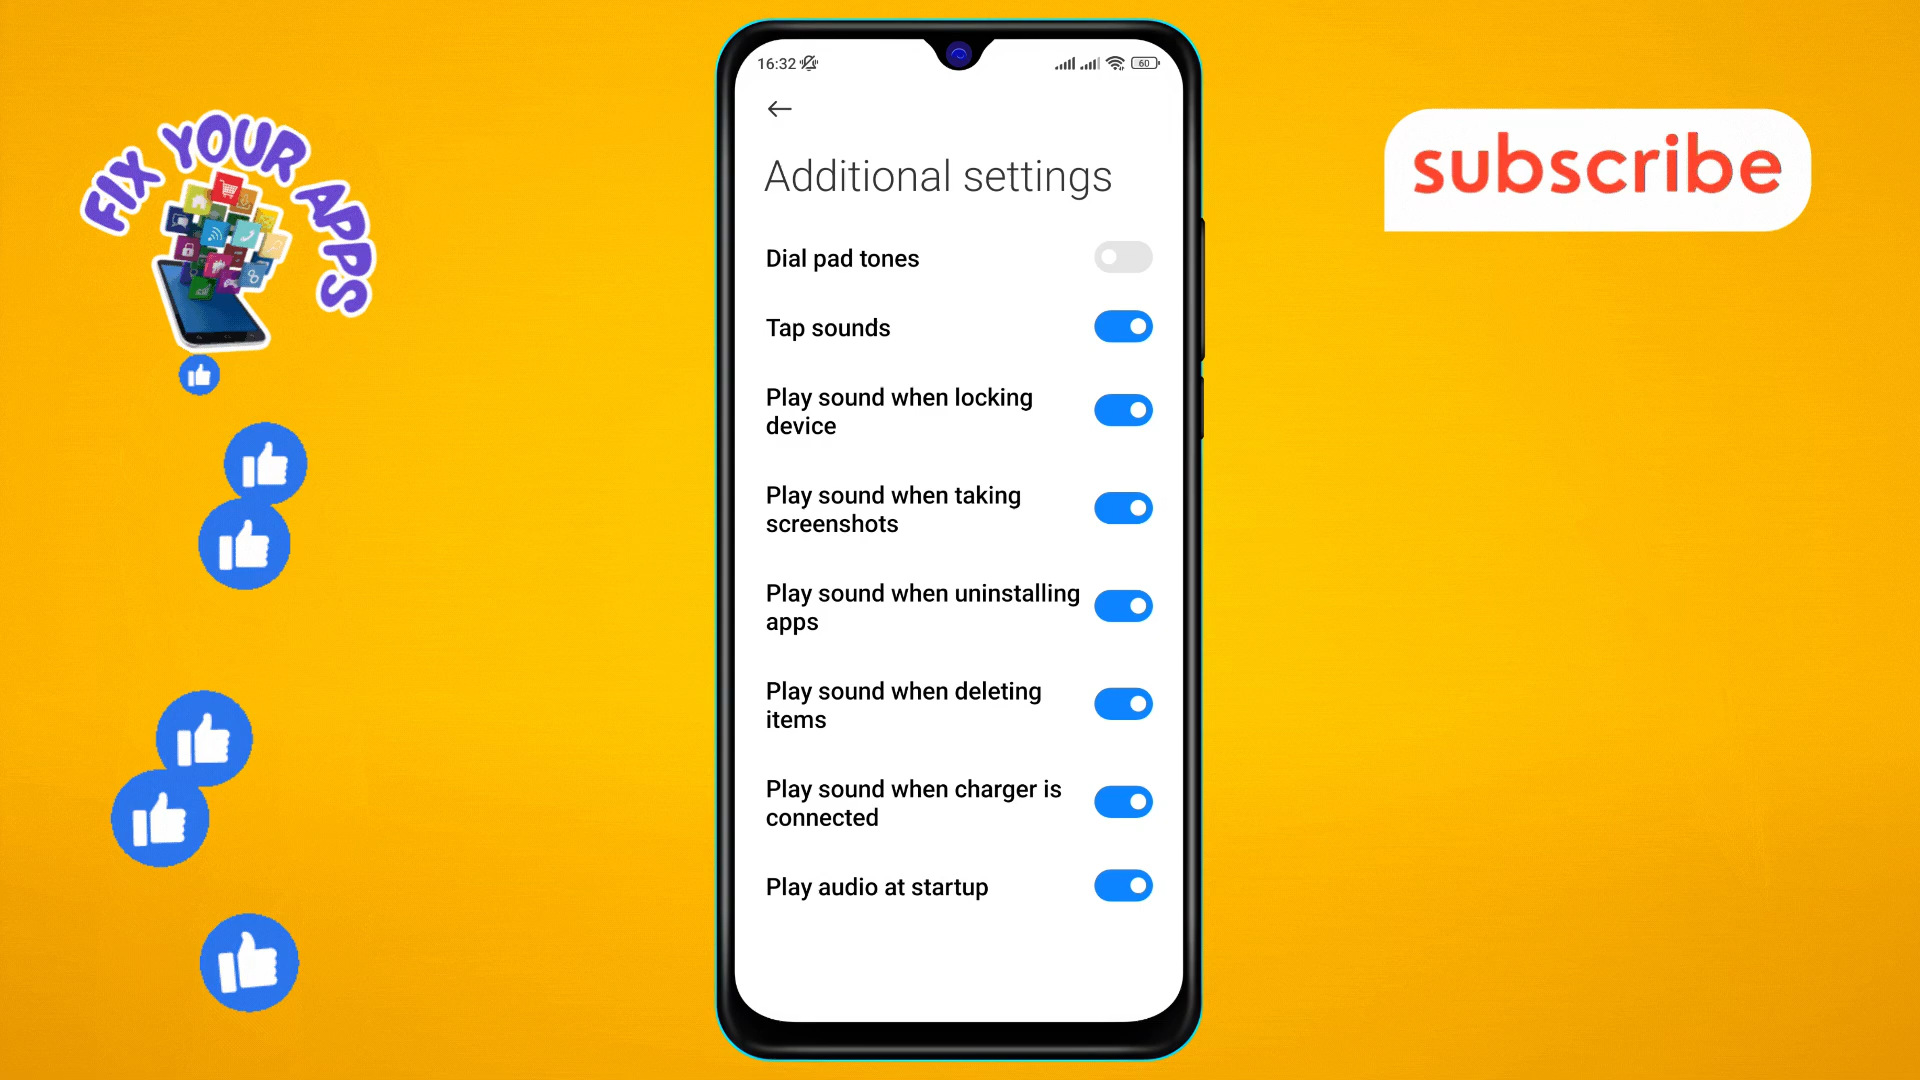 FIX YOUR APPS
subscribe
16:32
60
Additional settings
Dial pad tones
Tap sounds
Play sound when locking
device
Play sound when taking
screenshots
Play sound when uninstalling
apps
Play sound when deleting
items
Play sound when charger is
connected
Play audio at startup